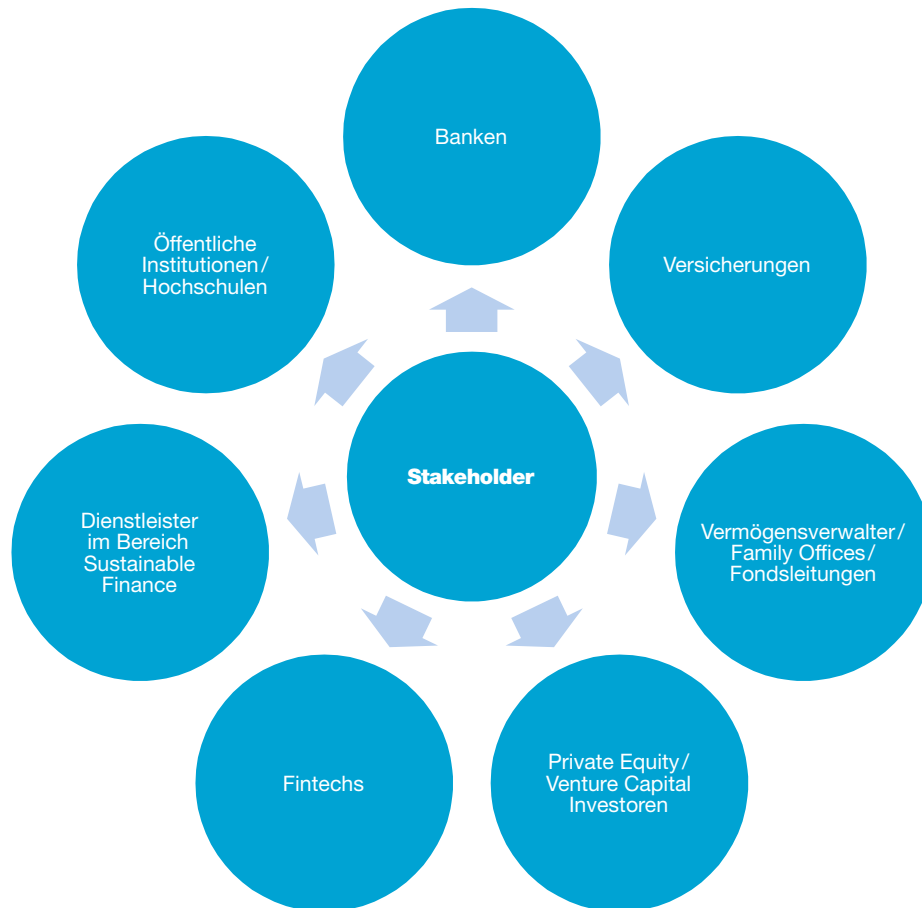 Banken
Öffentliche
Institutionen/
Hochschulen
Versicherungen
Stakeholder
Dienstleister
im Bereich
Sustainable
Finance
Vermögensverwalter/
Family Offices/
Fondsleitungen
Fintechs
Private Equity/
Venture Capital
Investoren